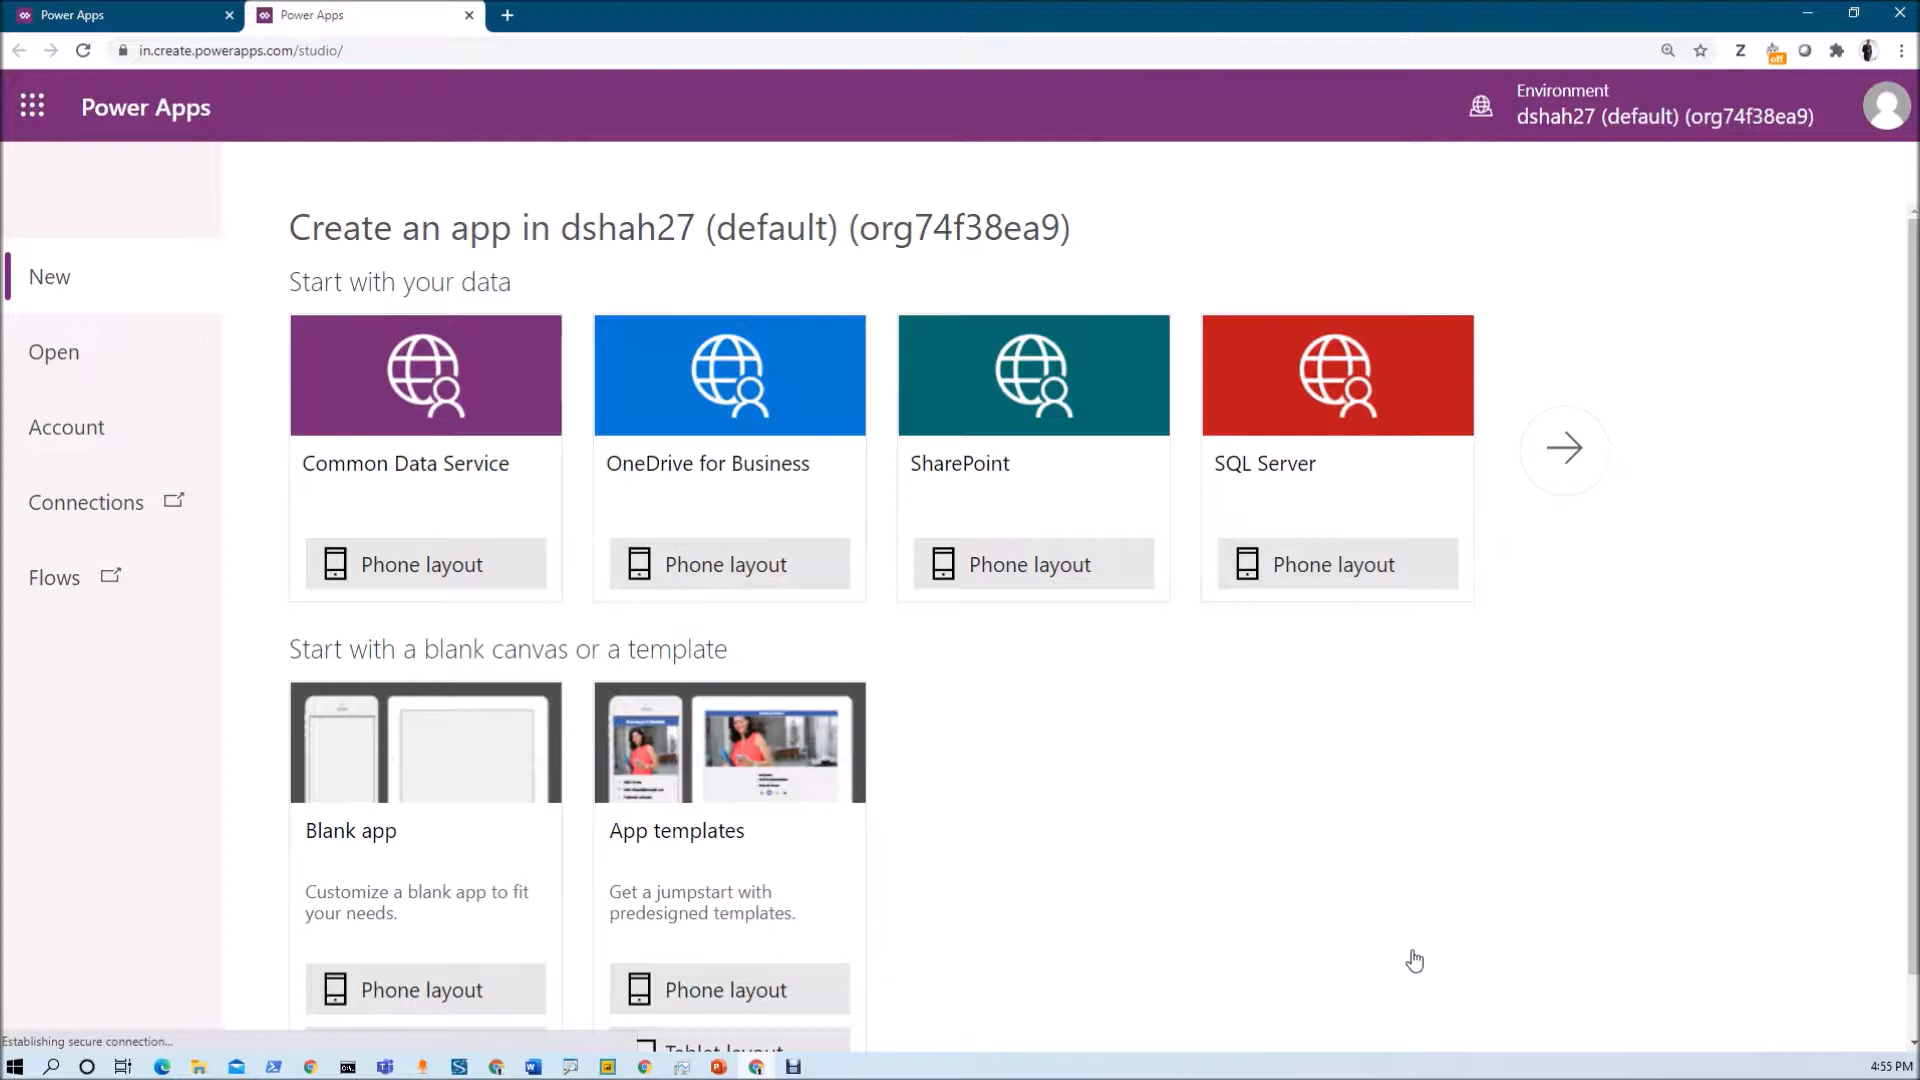 Power Apps
Power Apps
in.create.powerapps.com/studio/
Z
off
Power Apps
Environment
dshah27 (default) (org74f38ea9)
Create an app in dshah27 (default) (org74f38ea9)
Start with your data
New
Open
Account
Connections
Flows
Common Data Service
OneDrive for Business
SharePoint
SQL Server
Phone layout
Phone layout
Phone layout
Phone layout
Start with a blank canvas or a template
Blank app
App templates
Customize a blank app to fit
your needs.
Get a jumpstart with
predesigned templates.
Phone layout
Phone layout
Tablet layout
Establishing secure connection...
4:55 PM